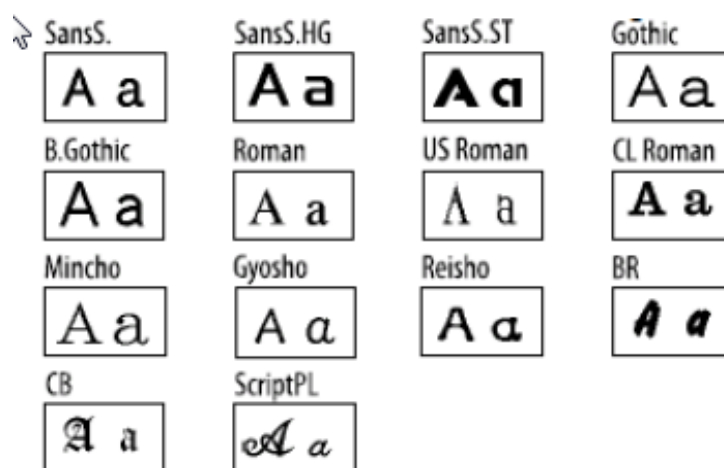 SansS. SansS.HG SansS.ST Gothic
A a A a A a A a
B.Gothic Roman US Roman CL Roman
A a A a A a A a
Mincho Gyosho Reisho BR
A a A a A a A a
CB ScriptPL
A a A a